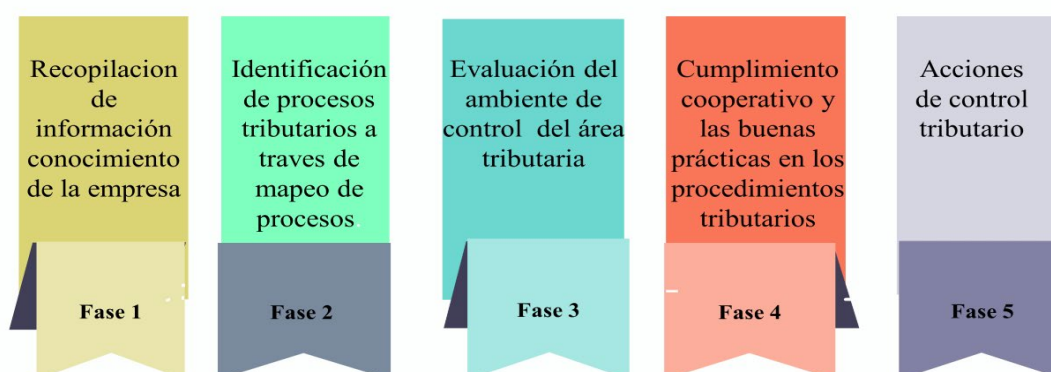 Recopilacion
de
información
conocimiento
de la empresa
Fase 1
Identificación
de procesos
tributarios a
traves de
mapeo de
procesos.
Fase 2
Evaluación del
ambiente de
control del área
tributaria
Fase 3
Cumplimiento
cooperativo y
las buenas
prácticas en los
procedimientos
tributarios
Fase 4
Acciones
de control
tributario
Fase 5